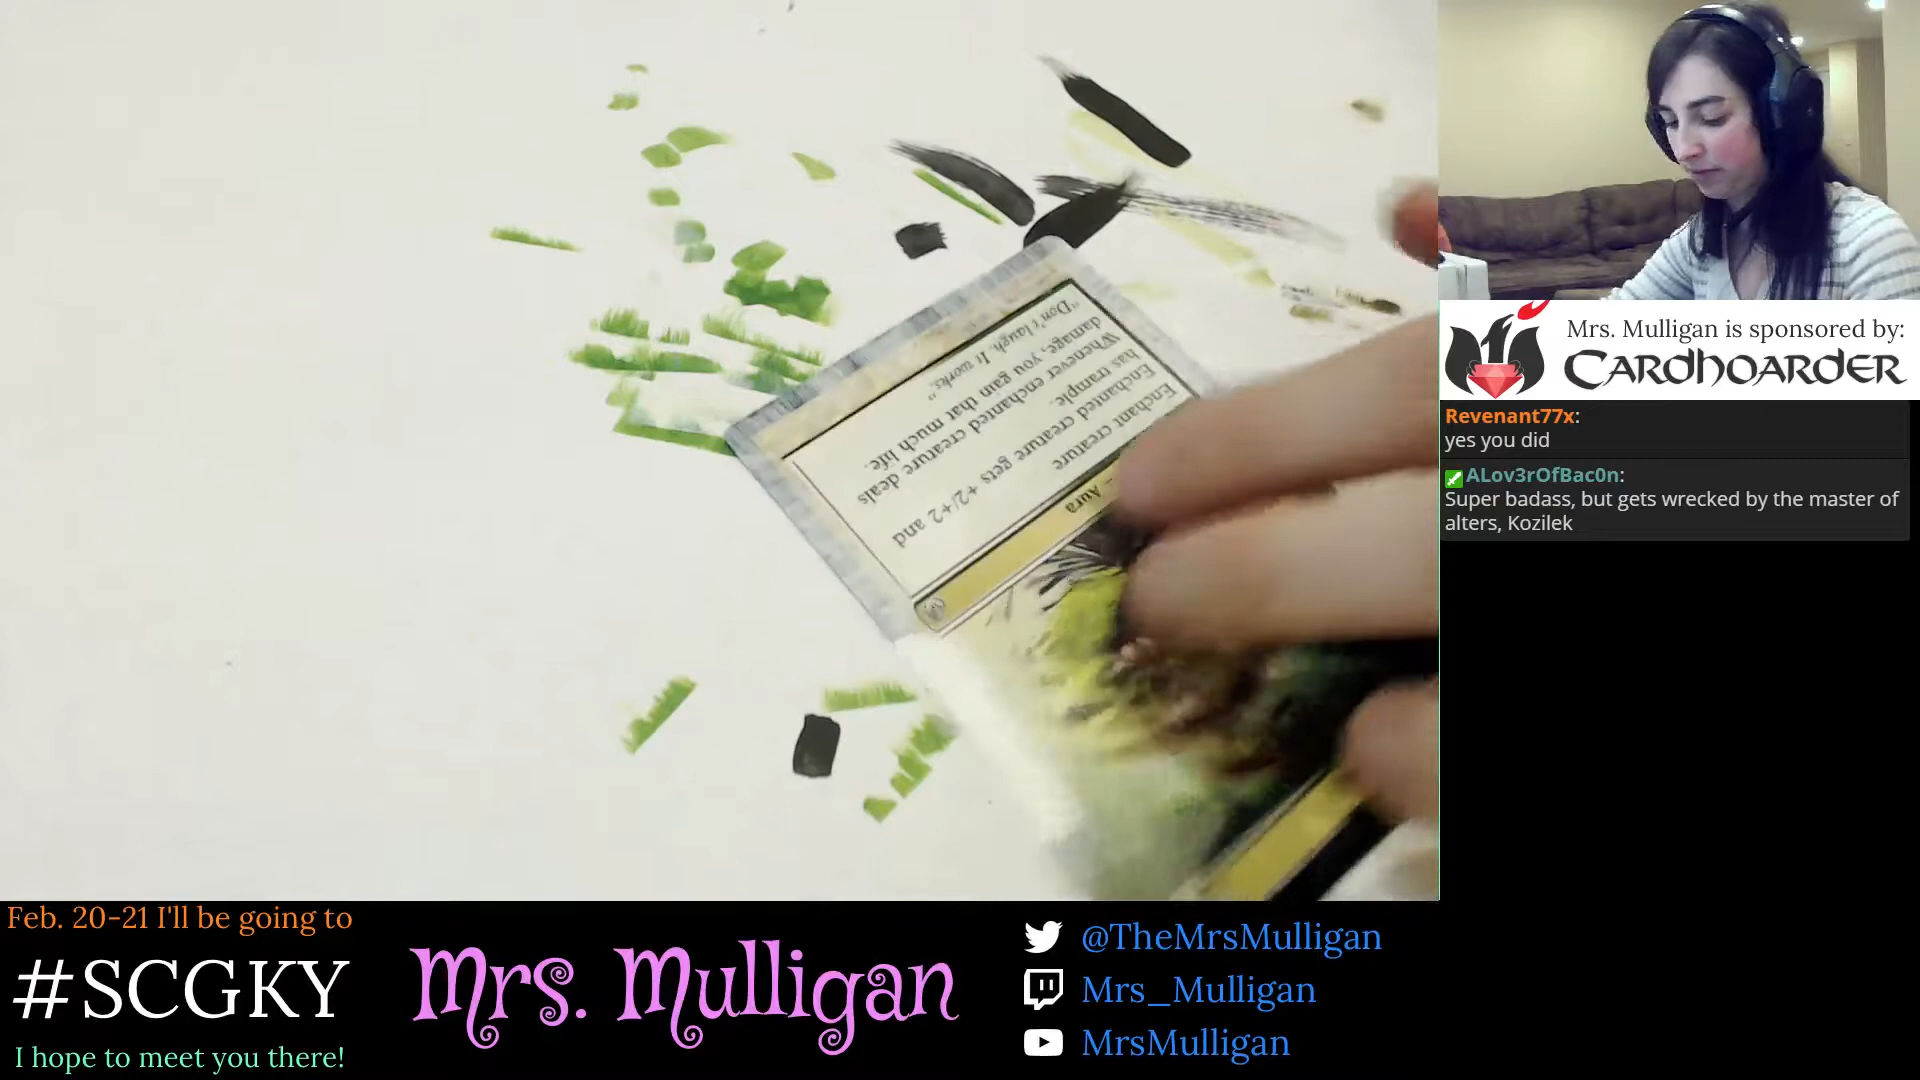 – Aura
Enchant creature
Enchanted creature gets +2/+2 and
has trample.
Whenever enchanted creature deals
damage, you gain that much life.
"Don't laugh. It works."
Mrs. Mulligan is sponsored by:
CARDHOARDER
Revenant77x:
yes you did
ALov3rOfBac0n:
Super badass, but gets wrecked by the master of
alters, Kozilek
Feb. 20-21 I'll be going to
#SCGKY
I hope to meet you there!
Mrs. Mulligan
@TheMrsMulligan
Mrs_Mulligan
MrsMulligan